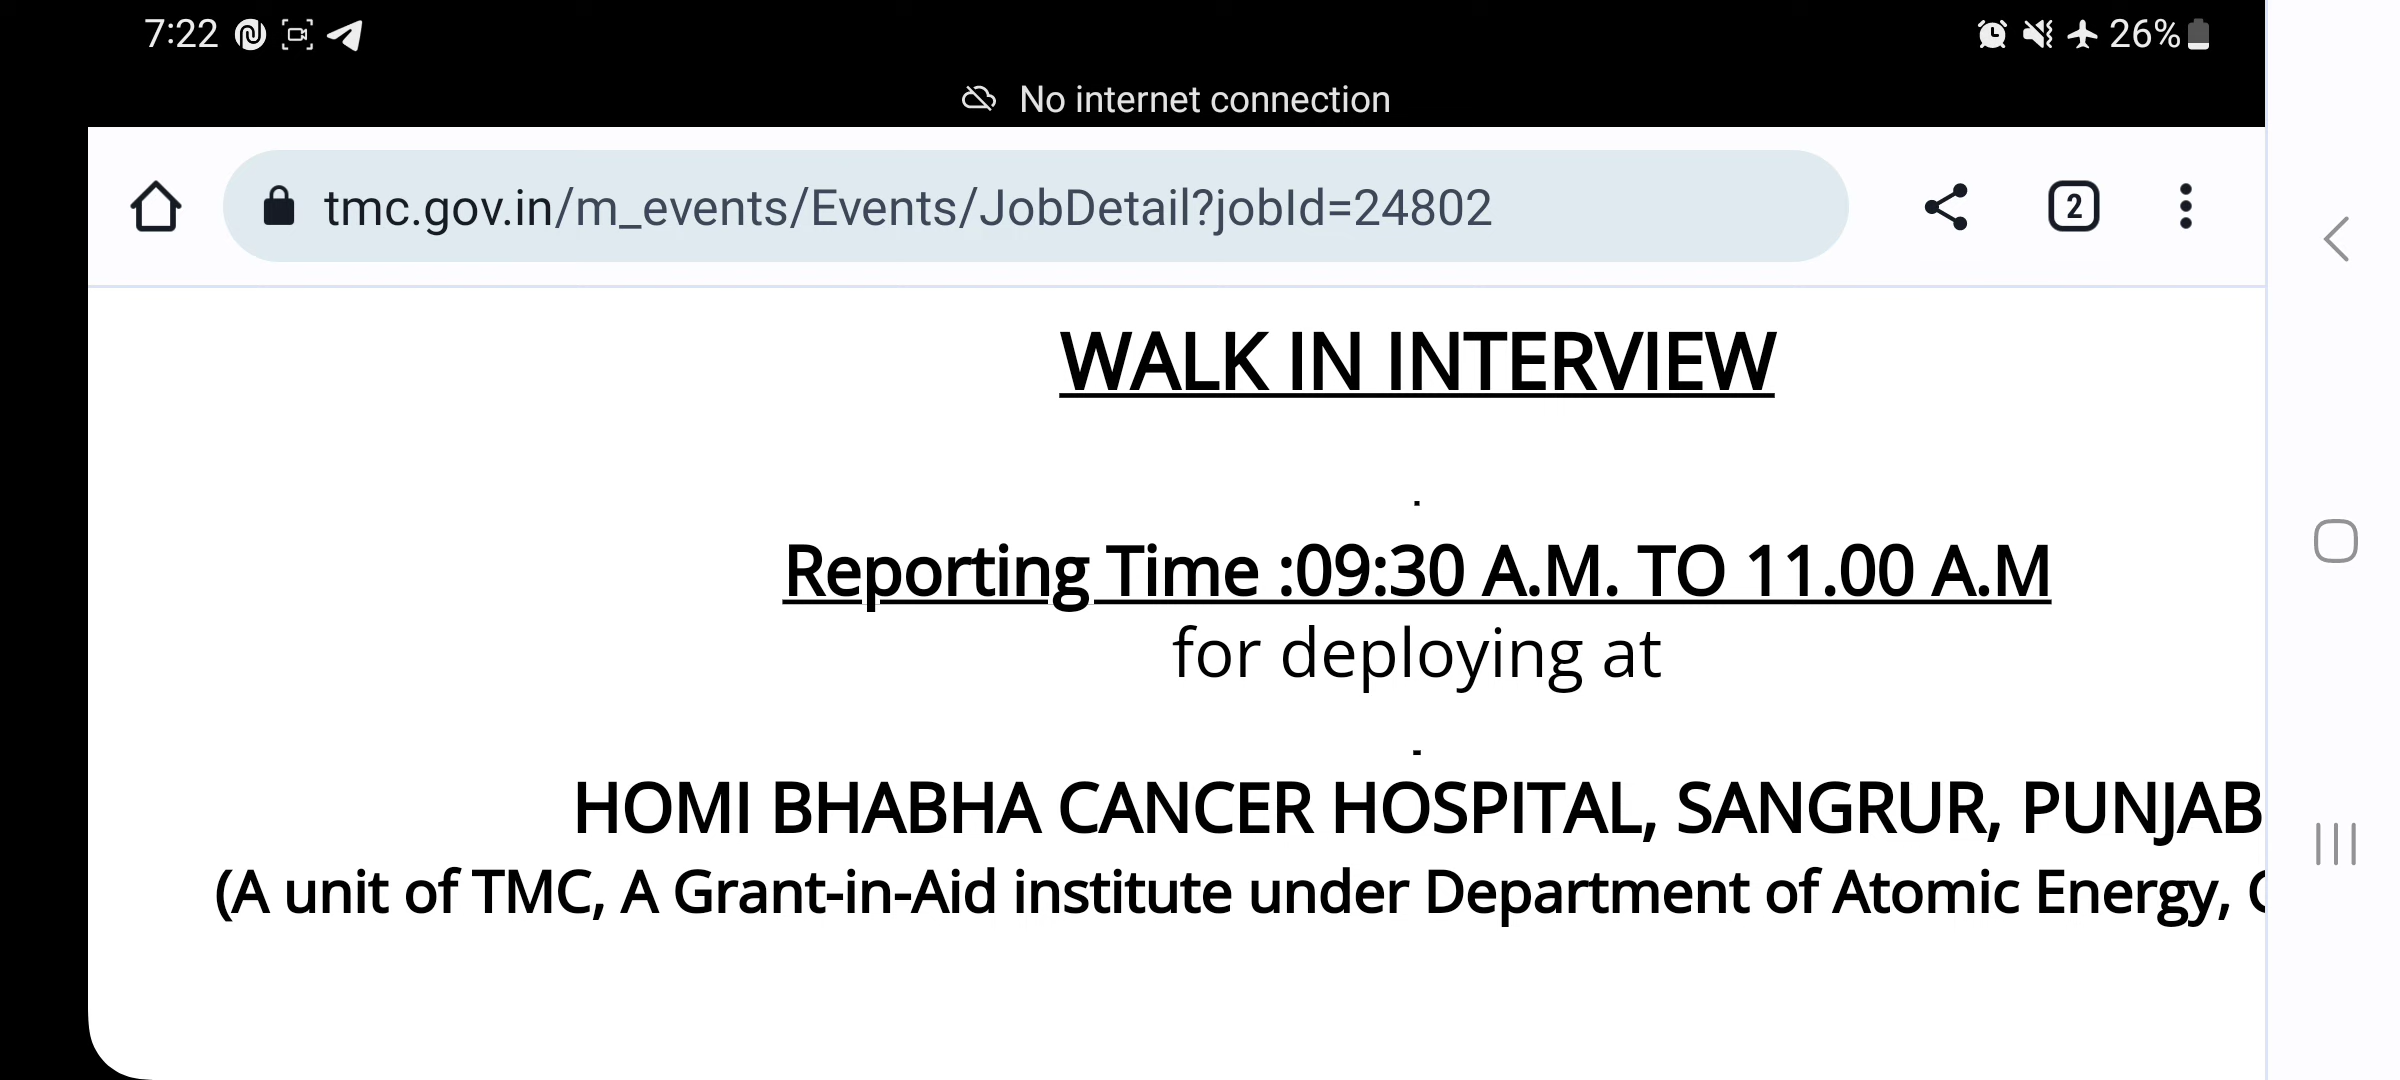 7:22
26%
No internet connection
tmc.gov.in/m_events/Events/JobDetail?jobId=24802
2
WALK IN INTERVIEW
.
Reporting Time :09:30 A.M. TO 11.00 A.M
for deploying at
-
HOMI BHABHA CANCER HOSPITAL, SANGRUR, PUNJAB
(A unit of TMC, A Grant-in-Aid institute under Department of Atomic Energy,